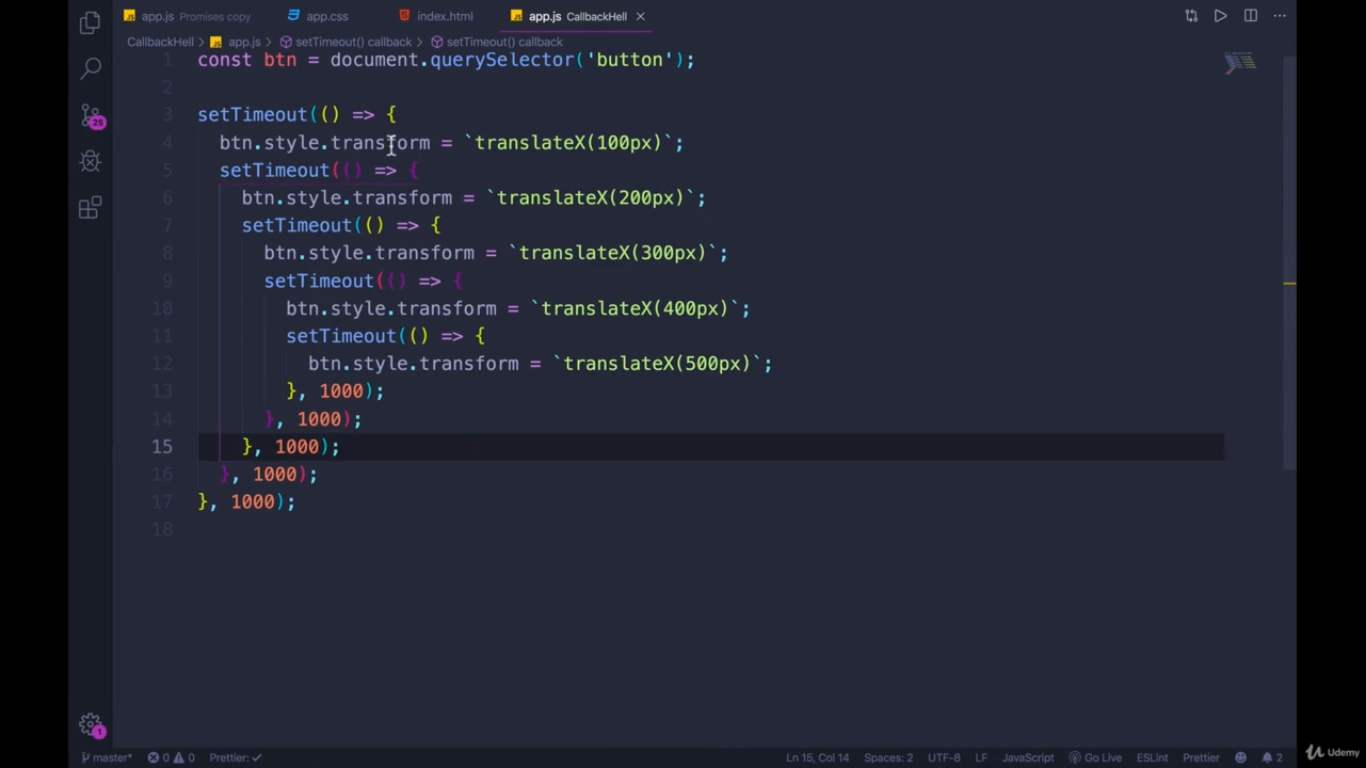 app.js Promises copy app.css index.html app.js CallbackHell
CallbackHell > app.js > setTimeout() callback > setTimeout() callback
1 const btn = document.querySelector('button');
2
3 setTimeout(() => {
4   btn.style.transform = `translateX(100px)`;
5   setTimeout(() => {
6     btn.style.transform = `translateX(200px)`;
7     setTimeout(() => {
8       btn.style.transform = `translateX(300px)`;
9       setTimeout(() => {
10         btn.style.transform = `translateX(400px)`;
11         setTimeout(() => {
12           btn.style.transform = `translateX(500px)`;
13         }, 1000);
14       }, 1000);
15     }, 1000);
16   }, 1000);
17 }, 1000);
18
25
1
master* 0 0 Prettier: ✓ Ln 15, Col 14 Spaces: 2 UTF-8 LF JavaScript Go Live ESLint Prettier 2
Udemy